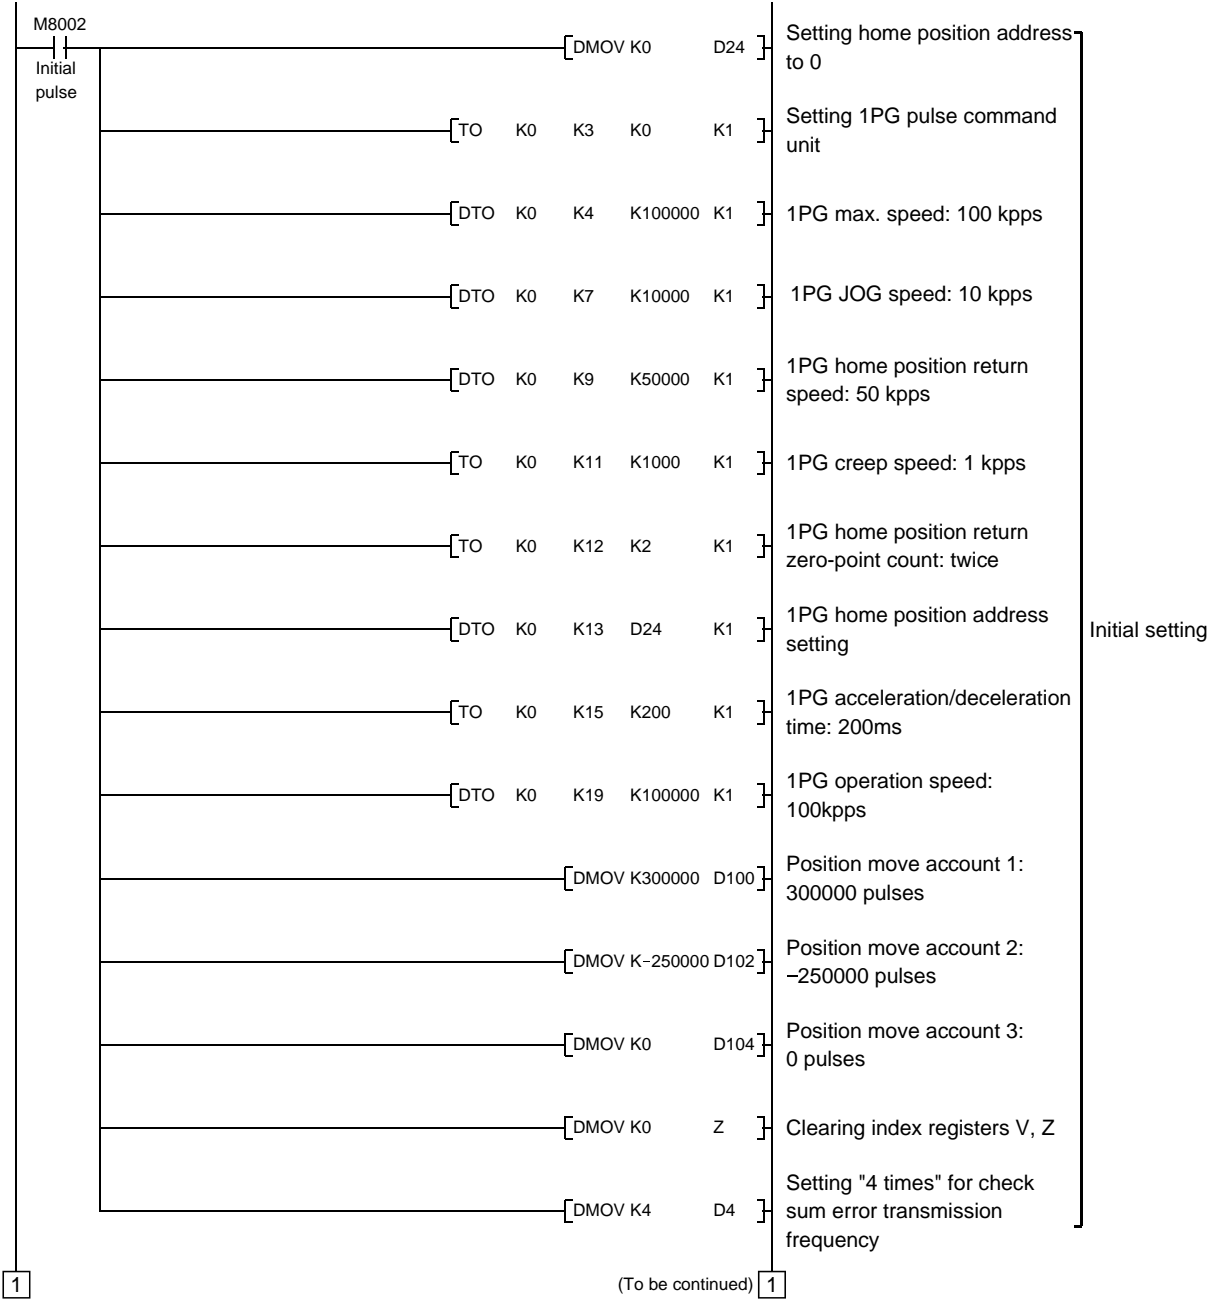 M8002
Initial
pulse
DMOV K0 D24
Setting home position address
to 0
TO K0 K3 K0 K1
Setting 1PG pulse command
unit
DTO K0 K4 K100000 K1
1PG max. speed: 100 kpps
DTO K0 K7 K10000 K1
1PG JOG speed: 10 kpps
DTO K0 K9 K50000 K1
1PG home position return
speed: 50 kpps
TO K0 K11 K1000 K1
1PG creep speed: 1 kpps
TO K0 K12 K2 K1
1PG home position return
zero-point count: twice
DTO K0 K13 D24 K1
1PG home position address
setting
Initial setting
TO K0 K15 K200 K1
1PG acceleration/deceleration
time: 200ms
DTO K0 K19 K100000 K1
1PG operation speed:
100kpps
DMOV K300000 D100
Position move account 1:
300000 pulses
DMOV K−250000 D102
Position move account 2:
−250000 pulses
DMOV K0 D104
Position move account 3:
0 pulses
DMOV K0 Z
Clearing index registers V, Z
DMOV K4 D4
Setting "4 times" for check
sum error transmission
frequency
1
(To be continued) 1